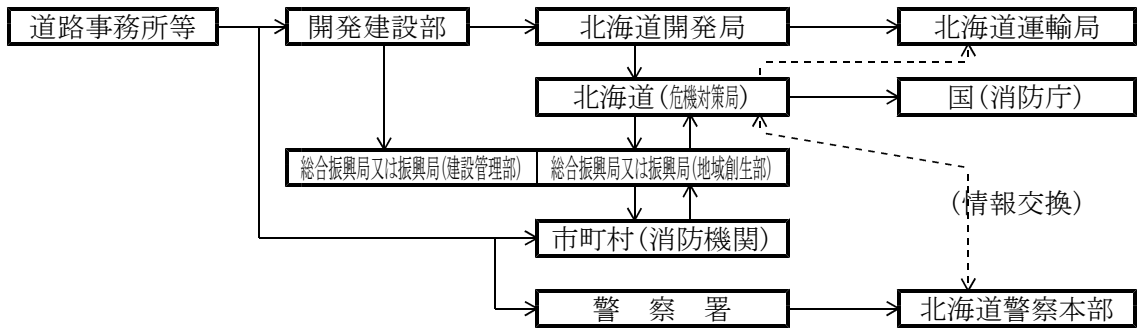 道路事務所等 開発建設部 北海道開発局 北海道運輸局
北海道(危機対策局) 国(消防庁)
総合振興局又は振興局(建設管理部) 総合振興局又は振興局(地域創生部)
(情報交換)
市町村(消防機関)
警　察　署 北海道警察本部